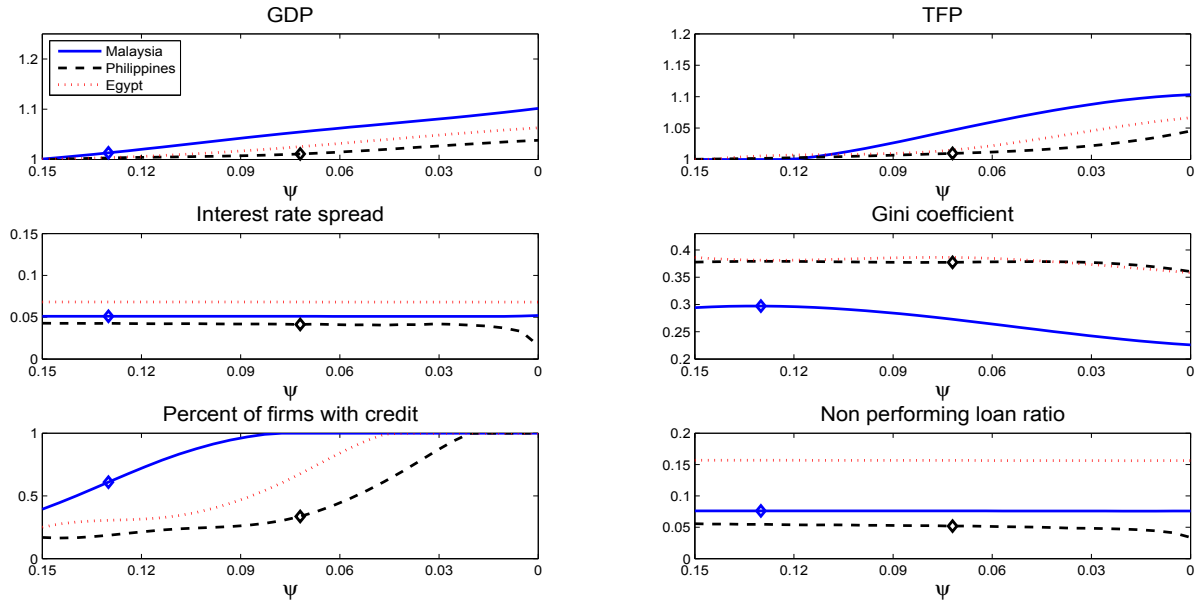 GDP
1.2
1.1
1
Malaysia
Philippines
Egypt
0.15 0.12 0.09 0.06 0.03 0
ψ
TFP
1.2
1.1
1.05
1
0.15 0.12 0.09 0.06 0.03 0
ψ
Interest rate spread
0.15
0.1
0.05
0
0.15 0.12 0.09 0.06 0.03 0
ψ
Gini coefficient
0.4
0.35
0.3
0.25
0.2
0.15 0.12 0.09 0.06 0.03 0
ψ
Percent of firms with credit
1
0.5
0
0.15 0.12 0.09 0.06 0.03 0
ψ
Non performing loan ratio
0.2
0.15
0.1
0.05
0
0.15 0.12 0.09 0.06 0.03 0
ψ